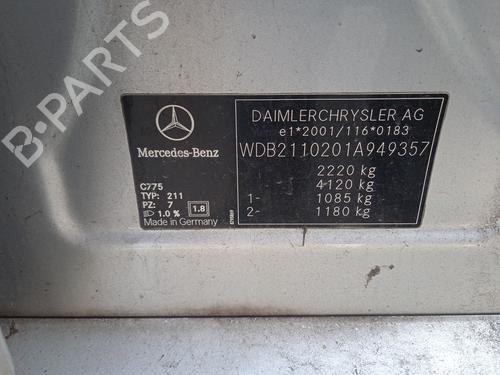 B-PARTS
Mercedes-Benz
C775
TYP: 211
PZ: 7
1.0 % 1.8
Made in Germany
DAIMLERCHRYSLER AG
e1*2001/116*0183
WDB2110201A949357
2220 kg
4120 kg
1- 1085 kg
2- 1180 kg